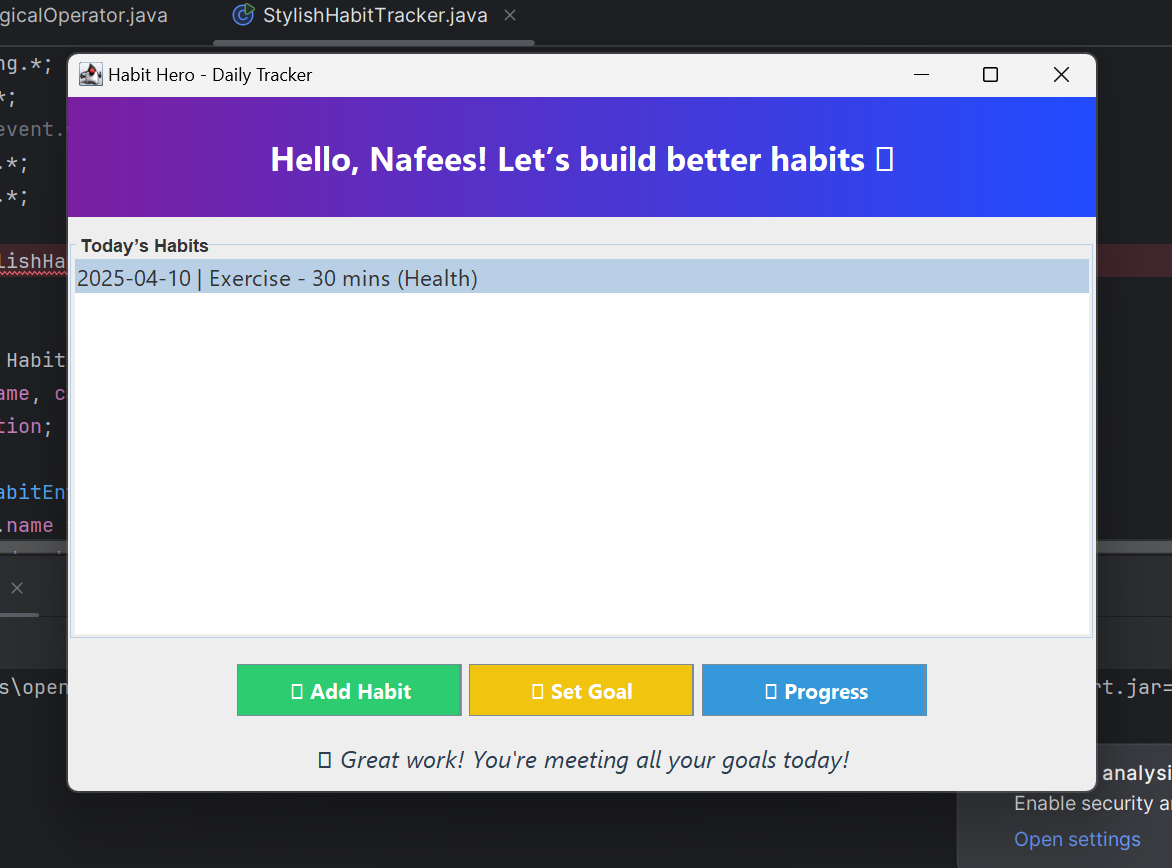 gicalOperator.java
StylishHabitTracker.java
ng.*;
*;
event.
.*;
.*;
LishHa
Habit
ame, c
tion;
abitEn
.name
s\open
rt.jar=
Habit Hero - Daily Tracker
Hello, Nafees! Let’s build better habits
Today’s Habits
2025-04-10 | Exercise - 30 mins (Health)
Add Habit
Set Goal
Progress
Great work! You're meeting all your goals today!
analysi
Enable security a
Open settings